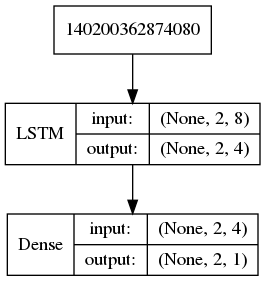 140200362874080
LSTM
input:
(None, 2, 8)
output:
(None, 2, 4)
Dense
input:
(None, 2, 4)
output:
(None, 2, 1)